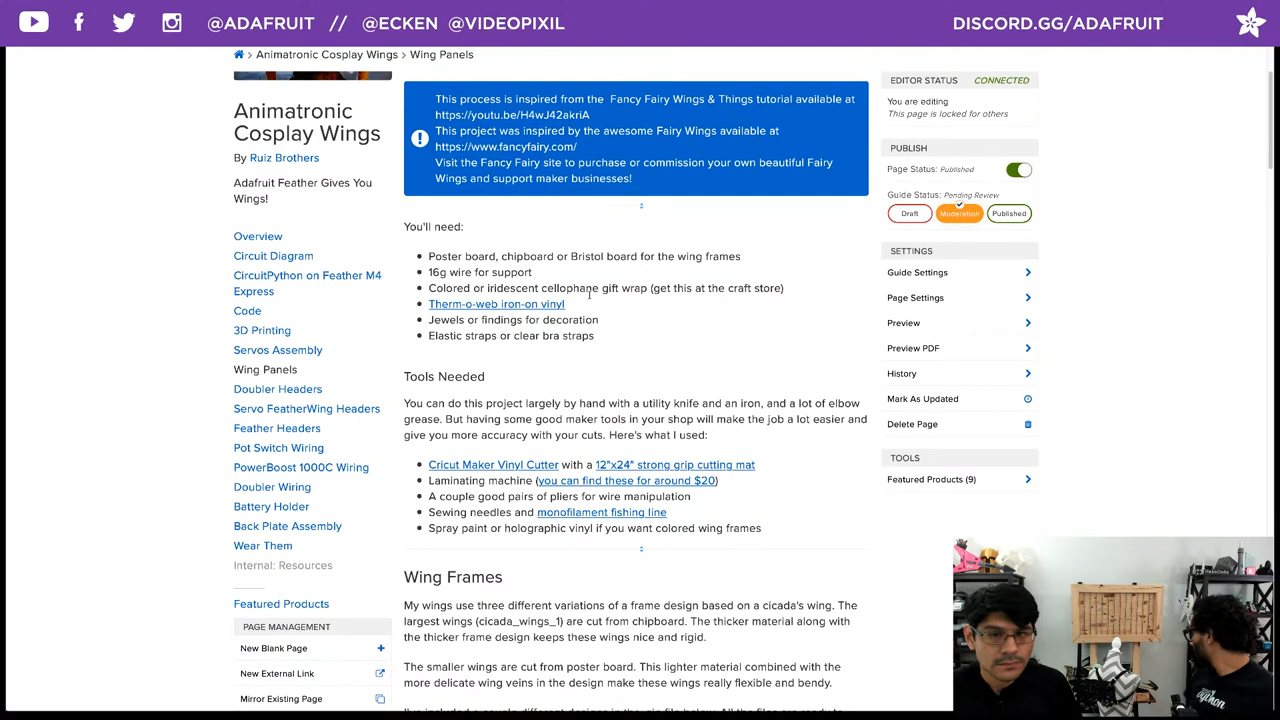 @ADAFRUIT // @ECKEN @VIDEOPIXIL
DISCORD.GG/ADAFRUIT
Animatronic Cosplay Wings > Wing Panels
Animatronic
Cosplay Wings
By Ruiz Brothers
Adafruit Feather Gives You
Wings!
Overview
Circuit Diagram
CircuitPython on Feather M4
Express
Code
3D Printing
Servos Assembly
Wing Panels
Doubler Headers
Servo FeatherWing Headers
Feather Headers
Pot Switch Wiring
PowerBoost 1000C Wiring
Doubler Wiring
Battery Holder
Back Plate Assembly
Wear Them
Internal: Resources
Featured Products
PAGE MANAGEMENT
New Blank Page
New External Link
Mirror Existing Page
This process is inspired from the Fancy Fairy Wings & Things tutorial available at
https://youtu.be/H4wJ42akriA
This project was inspired by the awesome Fairy Wings available at
https://www.fancyfairy.com/
Visit the Fancy Fairy site to purchase or commission your own beautiful Fairy
Wings and support maker businesses!
You'll need:
Poster board, chipboard or Bristol board for the wing frames
16g wire for support
Colored or iridescent cellophane gift wrap (get this at the craft store)
Therm-o-web iron-on vinyl
Jewels or findings for decoration
Elastic straps or clear bra straps
Tools Needed
You can do this project largely by hand with a utility knife and an iron, and a lot of elbow
grease. But having some good maker tools in your shop will make the job a lot easier and
give you more accuracy with your cuts. Here's what I used:
Cricut Maker Vinyl Cutter with a 12"x24" strong grip cutting mat
Laminating machine (you can find these for around $20)
A couple good pairs of pliers for wire manipulation
Sewing needles and monofilament fishing line
Spray paint or holographic vinyl if you want colored wing frames
Wing Frames
My wings use three different variations of a frame design based on a cicada's wing. The
largest wings (cicada_wings_1) are cut from chipboard. The thicker material along with
the thicker frame design keeps these wings nice and rigid.
The smaller wings are cut from poster board. This lighter material combined with the
more delicate wing veins in the design make these wings really flexible and bendy.
EDITOR STATUS CONNECTED
You are editing
This page is locked for others
PUBLISH
Page Status: Published
Guide Status: Pending Review
Draft Moderation Published
SETTINGS
Guide Settings
Page Settings
Preview
Preview PDF
History
Mark As Updated
Delete Page
TOOLS
Featured Products (9)